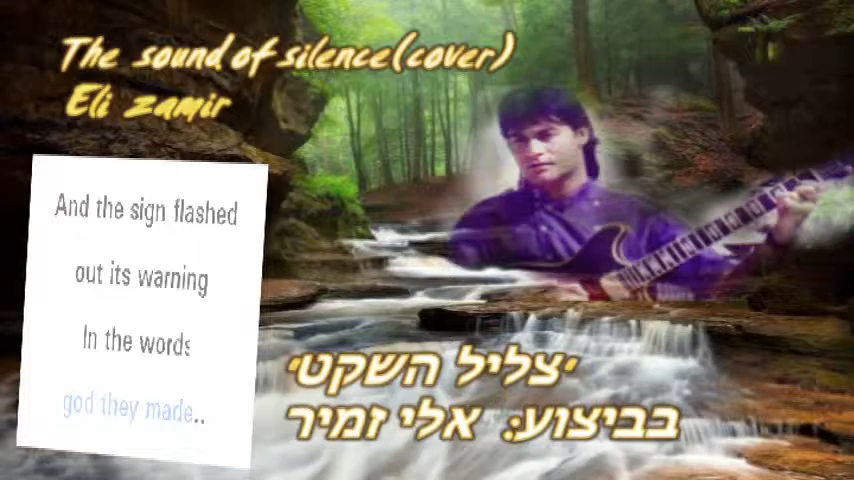 The sound of silence(cover)
Eli zamir
And the sign flashed
out its warning
In the words
god they made..
'צליל השקט'
בביצוע: אלי זמיר